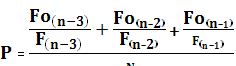 P = Fo(n-3)/F(n-3) + Fo(n-2)/F(n-2) + Fo(n-1)/F(n-1)